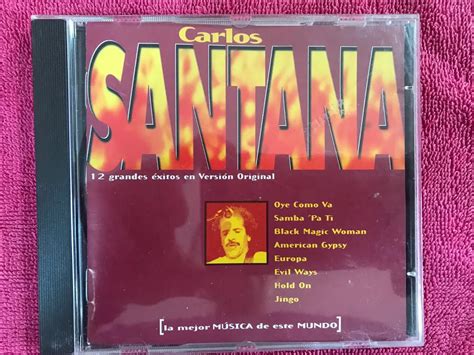 Carlos
SANTANA
12 grandes éxitos en Versión Original
Oye Como Va
Samba 'Pa Ti
Black Magic Woman
American Gypsy
Europa
Evil Ways
Hold On
Jingo
[la mejor MÚSICA de este MUNDO]